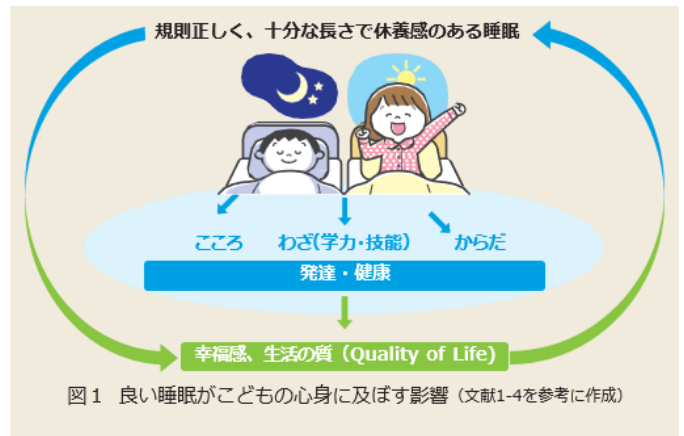 規則正しく、十分な長さで休養感のある睡眠
こころ わざ(学力・技能) からだ
発達・健康
幸福感、生活の質（Quality of Life)
図１ 良い睡眠がこどもの心身に及ぼす影響（文献1-4を参考に作成）